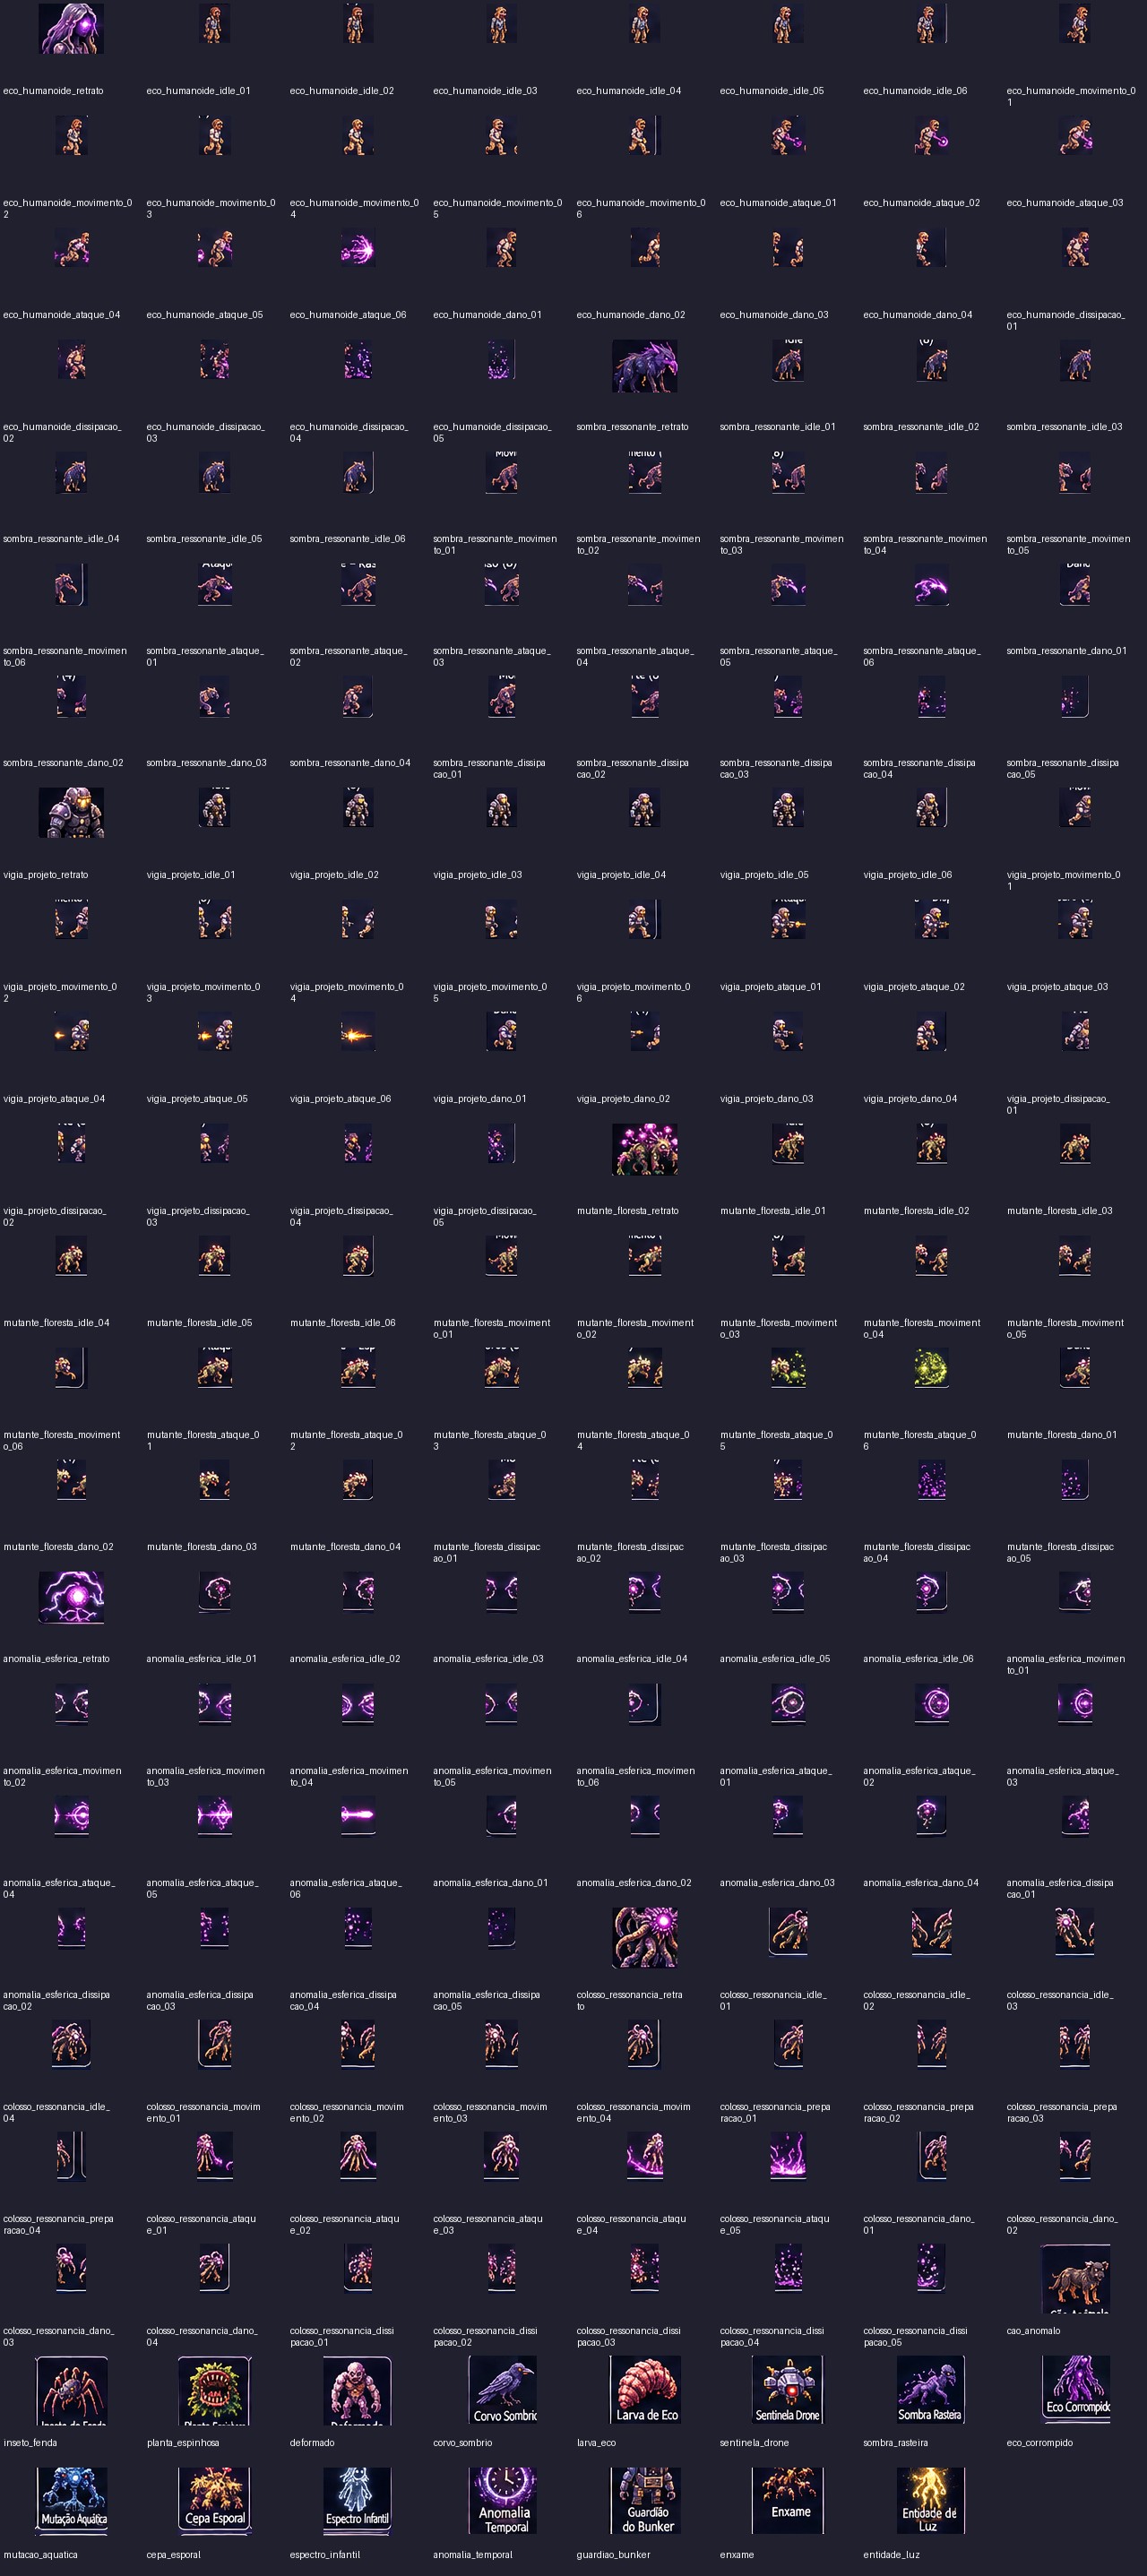 eco_humanoide_retrato
eco_humanoide_idle_01
eco_humanoide_idle_02
eco_humanoide_idle_03
eco_humanoide_idle_04
eco_humanoide_idle_05
eco_humanoide_idle_06
eco_humanoide_movimento_0
1
eco_humanoide_movimento_0
2
eco_humanoide_movimento_0
3
eco_humanoide_movimento_0
4
eco_humanoide_movimento_0
5
eco_humanoide_movimento_0
6
eco_humanoide_ataque_01
eco_humanoide_ataque_02
eco_humanoide_ataque_03
eco_humanoide_ataque_04
eco_humanoide_ataque_05
eco_humanoide_ataque_06
eco_humanoide_dano_01
eco_humanoide_dano_02
eco_humanoide_dano_03
eco_humanoide_dano_04
eco_humanoide_dissipacao_
01
eco_humanoide_dissipacao_
02
eco_humanoide_dissipacao_
03
eco_humanoide_dissipacao_
04
eco_humanoide_dissipacao_
05
sombra_ressonante_retrato
sombra_ressonante_idle_01
sombra_ressonante_idle_02
sombra_ressonante_idle_03
sombra_ressonante_idle_04
sombra_ressonante_idle_05
sombra_ressonante_idle_06
sombra_ressonante_movimen
to_01
sombra_ressonante_movimen
to_02
sombra_ressonante_movimen
to_03
sombra_ressonante_movimen
to_04
sombra_ressonante_movimen
to_05
sombra_ressonante_movimen
to_06
sombra_ressonante_ataque_
01
sombra_ressonante_ataque_
02
sombra_ressonante_ataque_
03
sombra_ressonante_ataque_
04
sombra_ressonante_ataque_
05
sombra_ressonante_ataque_
06
sombra_ressonante_dano_01
sombra_ressonante_dano_02
sombra_ressonante_dano_03
sombra_ressonante_dano_04
sombra_ressonante_dissipa
cao_01
sombra_ressonante_dissipa
cao_02
sombra_ressonante_dissipa
cao_03
sombra_ressonante_dissipa
cao_04
sombra_ressonante_dissipa
cao_05
vigia_projeto_retrato
vigia_projeto_idle_01
vigia_projeto_idle_02
vigia_projeto_idle_03
vigia_projeto_idle_04
vigia_projeto_idle_05
vigia_projeto_idle_06
vigia_projeto_movimento_0
1
vigia_projeto_movimento_0
2
vigia_projeto_movimento_0
3
vigia_projeto_movimento_0
4
vigia_projeto_movimento_0
5
vigia_projeto_movimento_0
6
vigia_projeto_ataque_01
vigia_projeto_ataque_02
vigia_projeto_ataque_03
vigia_projeto_ataque_04
vigia_projeto_ataque_05
vigia_projeto_ataque_06
vigia_projeto_dano_01
vigia_projeto_dano_02
vigia_projeto_dano_03
vigia_projeto_dano_04
vigia_projeto_dissipacao_
01
vigia_projeto_dissipacao_
02
vigia_projeto_dissipacao_
03
vigia_projeto_dissipacao_
04
vigia_projeto_dissipacao_
05
mutante_floresta_retrato
mutante_floresta_idle_01
mutante_floresta_idle_02
mutante_floresta_idle_03
mutante_floresta_idle_04
mutante_floresta_idle_05
mutante_floresta_idle_06
mutante_floresta_moviment
o_01
mutante_floresta_moviment
o_02
mutante_floresta_moviment
o_03
mutante_floresta_moviment
o_04
mutante_floresta_moviment
o_05
mutante_floresta_moviment
o_06
mutante_floresta_ataque_0
1
mutante_floresta_ataque_0
2
mutante_floresta_ataque_0
3
mutante_floresta_ataque_0
4
mutante_floresta_ataque_0
5
mutante_floresta_ataque_0
6
mutante_floresta_dano_01
mutante_floresta_dano_02
mutante_floresta_dano_03
mutante_floresta_dano_04
mutante_floresta_dissipac
ao_01
mutante_floresta_dissipac
ao_02
mutante_floresta_dissipac
ao_03
mutante_floresta_dissipac
ao_04
mutante_floresta_dissipac
ao_05
anomalia_esferica_retrato
anomalia_esferica_idle_01
anomalia_esferica_idle_02
anomalia_esferica_idle_03
anomalia_esferica_idle_04
anomalia_esferica_idle_05
anomalia_esferica_idle_06
anomalia_esferica_movimen
to_01
anomalia_esferica_movimen
to_02
anomalia_esferica_movimen
to_03
anomalia_esferica_movimen
to_04
anomalia_esferica_movimen
to_05
anomalia_esferica_movimen
to_06
anomalia_esferica_ataque_
01
anomalia_esferica_ataque_
02
anomalia_esferica_ataque_
03
anomalia_esferica_ataque_
04
anomalia_esferica_ataque_
05
anomalia_esferica_ataque_
06
anomalia_esferica_dano_01
anomalia_esferica_dano_02
anomalia_esferica_dano_03
anomalia_esferica_dano_04
anomalia_esferica_dissipa
cao_01
anomalia_esferica_dissipa
cao_02
anomalia_esferica_dissipa
cao_03
anomalia_esferica_dissipa
cao_04
anomalia_esferica_dissipa
cao_05
colosso_ressonancia_retra
to
colosso_ressonancia_idle_
01
colosso_ressonancia_idle_
02
colosso_ressonancia_idle_
03
colosso_ressonancia_idle_
04
colosso_ressonancia_movim
ento_01
colosso_ressonancia_movim
ento_02
colosso_ressonancia_movim
ento_03
colosso_ressonancia_movim
ento_04
colosso_ressonancia_prepa
racao_01
colosso_ressonancia_prepa
racao_02
colosso_ressonancia_prepa
racao_03
colosso_ressonancia_prepa
racao_04
colosso_ressonancia_ataqu
e_01
colosso_ressonancia_ataqu
e_02
colosso_ressonancia_ataqu
e_03
colosso_ressonancia_ataqu
e_04
colosso_ressonancia_ataqu
e_05
colosso_ressonancia_dano_
01
colosso_ressonancia_dano_
02
colosso_ressonancia_dano_
03
colosso_ressonancia_dano_
04
colosso_ressonancia_dissi
pacao_01
colosso_ressonancia_dissi
pacao_02
colosso_ressonancia_dissi
pacao_03
colosso_ressonancia_dissi
pacao_04
colosso_ressonancia_dissi
pacao_05
cao_anomalo
Corvo Sombrio
Larva de Eco
Sentinela Drone
Sombra Rasteira
Eco Corrompido
inseto_fenda
planta_espinhosa
deformado
corvo_sombrio
larva_eco
sentinela_drone
sombra_rasteira
eco_corrompido
Mutação Aquática
Cepa Esporal
Espectro Infantil
Anomalia
Temporal
Guardião
do Bunker
Enxame
Entidade de
Luz
mutacao_aquatica
cepa_esporal
espectro_infantil
anomalia_temporal
guardiao_bunker
enxame
entidade_luz